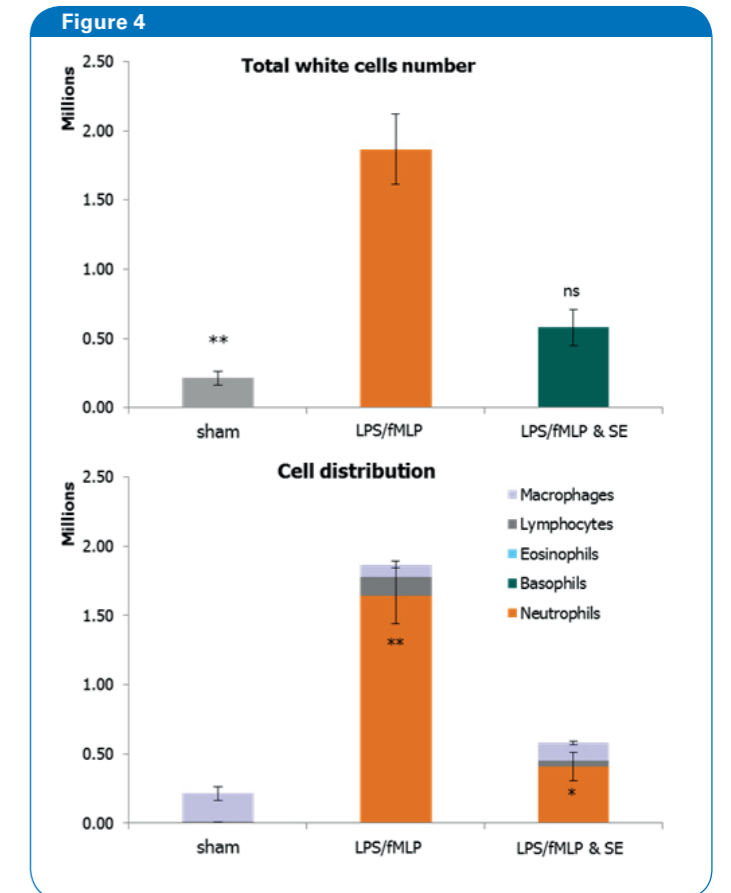 Figure 4
Total white cells number
Millions
2.50
2.00
1.50
1.00
0.50
0.00
**
ns
sham
LPS/fMLP
LPS/fMLP & SE
Cell distribution
Millions
2.50
2.00
1.50
1.00
0.50
0.00
Macrophages
Lymphocytes
Eosinophils
Basophils
Neutrophils
**
*
sham
LPS/fMLP
LPS/fMLP & SE